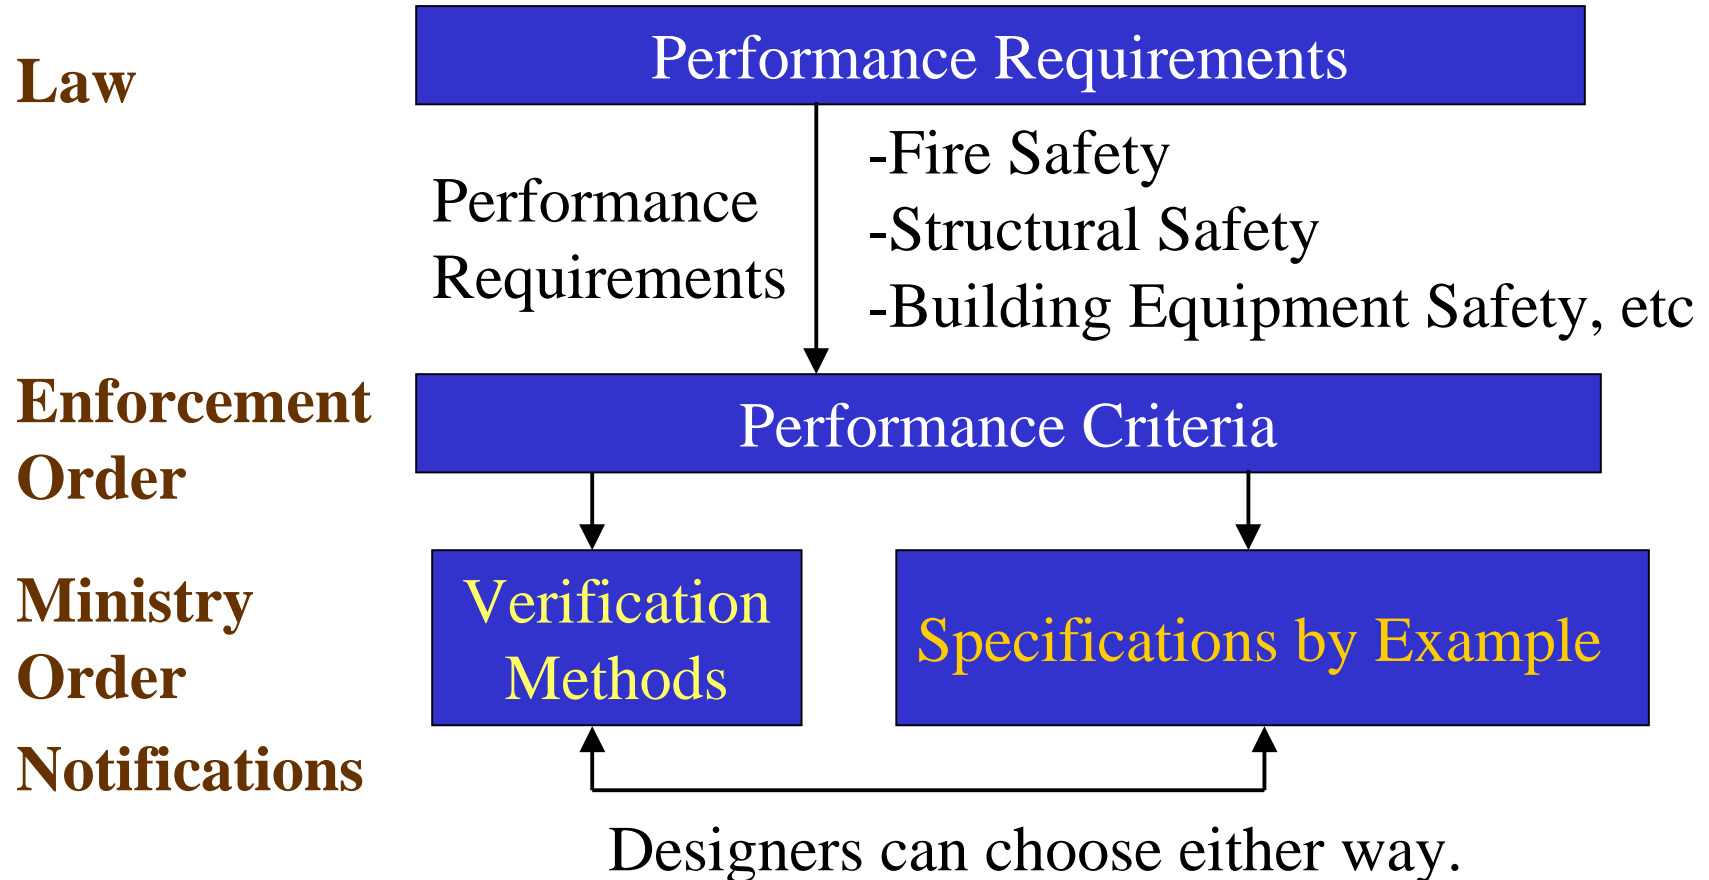 Law
Performance Requirements
Performance
Requirements
-Fire Safety
-Structural Safety
-Building Equipment Safety, etc
Enforcement
Order
Performance Criteria
Ministry
Order
Notifications
Verification
Methods
Specifications by Example
Designers can choose either way.